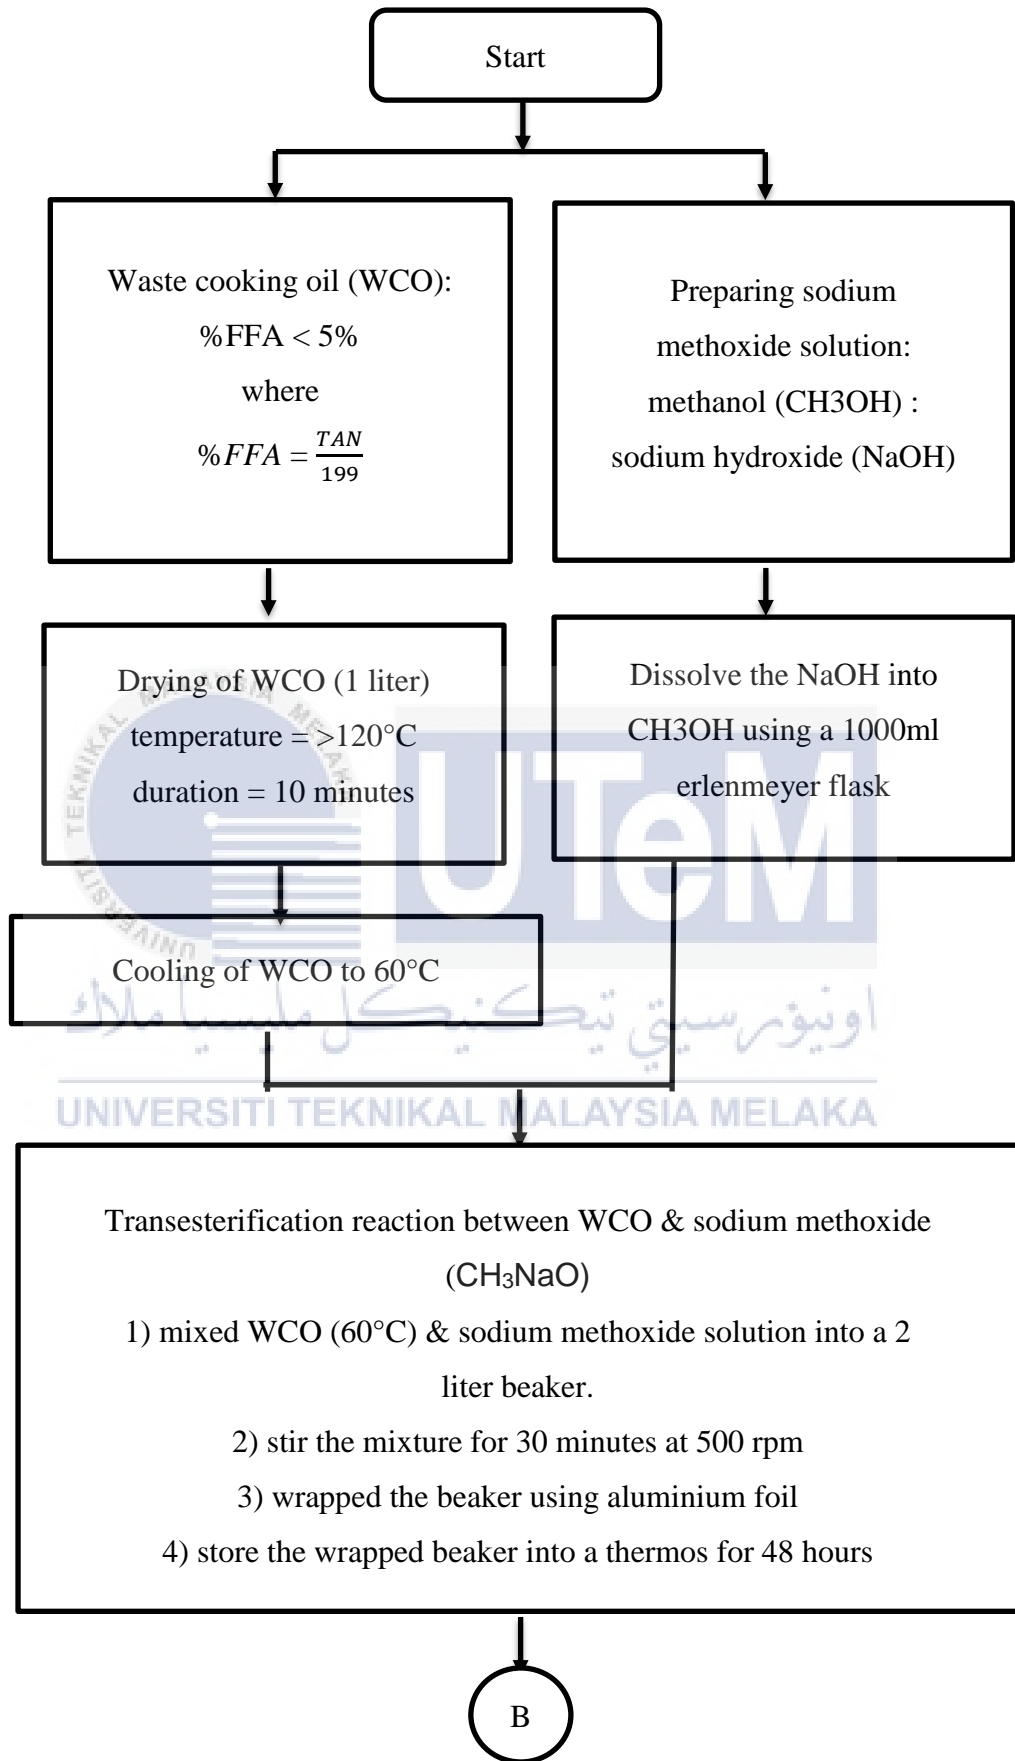 Start
Waste cooking oil (WCO):
%FFA < 5%
where
%FFA = TAN/199
Preparing sodium
methoxide solution:
methanol (CH3OH) :
sodium hydroxide (NaOH)
Drying of WCO (1 liter)
temperature = >120°C
duration = 10 minutes
Dissolve the NaOH into
CH3OH using a 1000ml
erlenmeyer flask
Cooling of WCO to 60°C
UNIVERSITI TEKNIKAL MALAYSIA MELAKA
UTeM
اونيۏرسيتي تيكنيكل مليسيا ملاك
UNIVERSITI TEKNIKAL MALAYSIA MELAKA
Transesterification reaction between WCO & sodium methoxide
(CH₃NaO)
1) mixed WCO (60°C) & sodium methoxide solution into a 2
liter beaker.
2) stir the mixture for 30 minutes at 500 rpm
3) wrapped the beaker using aluminium foil
4) store the wrapped beaker into a thermos for 48 hours
B